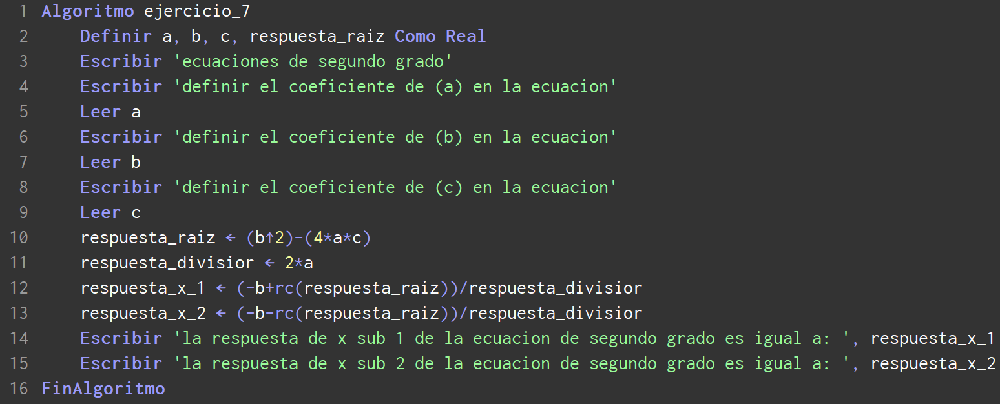 1 Algoritmo ejercicio_7
2 Definir a, b, c, respuesta_raiz Como Real
3 Escribir 'ecuaciones de segundo grado'
4 Escribir 'definir el coeficiente de (a) en la ecuacion'
5 Leer a
6 Escribir 'definir el coeficiente de (b) en la ecuacion'
7 Leer b
8 Escribir 'definir el coeficiente de (c) en la ecuacion'
9 Leer c
10 respuesta_raiz ← (b↑2)-(4*a*c)
11 respuesta_divisior ← 2*a
12 respuesta_x_1 ← (-b+rc(respuesta_raiz))/respuesta_divisior
13 respuesta_x_2 ← (-b-rc(respuesta_raiz))/respuesta_divisior
14 Escribir 'la respuesta de x sub 1 de la ecuacion de segundo grado es igual a: ', respuesta_x_1
15 Escribir 'la respuesta de x sub 2 de la ecuacion de segundo grado es igual a: ', respuesta_x_2
16 FinAlgoritmo